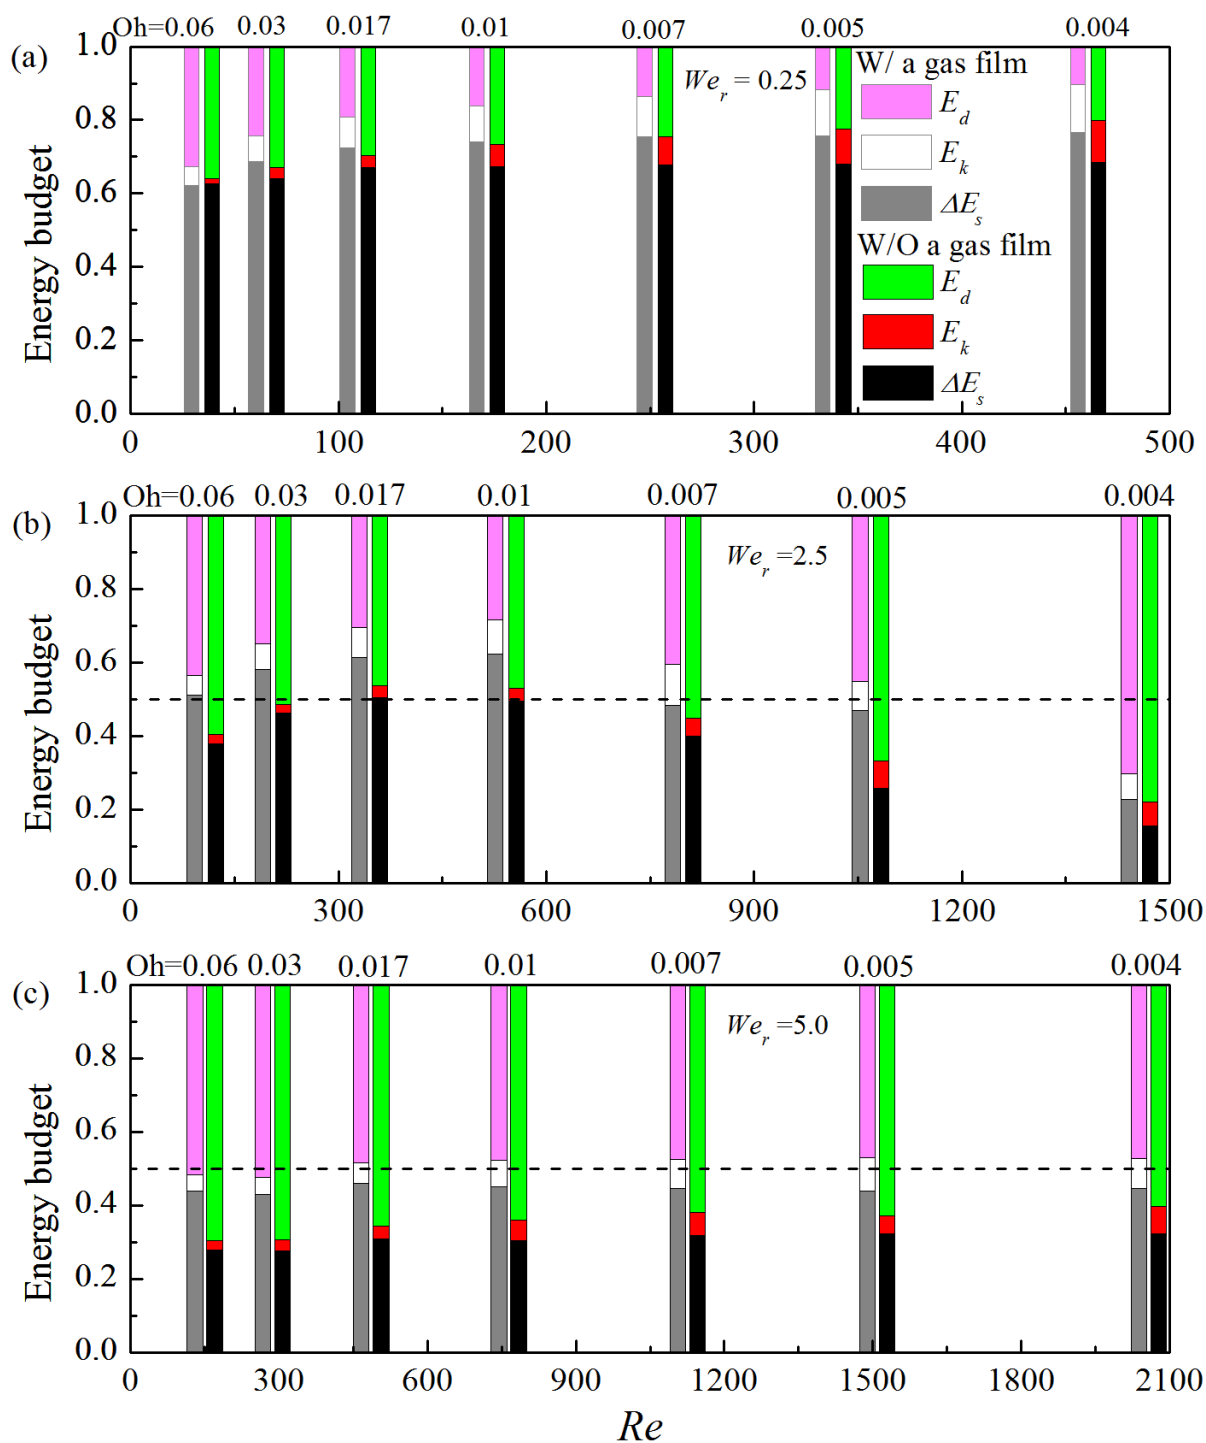 (a)
Oh=0.06 0.03 0.017 0.01 0.007 0.005 0.004
Energy budget
1.0
0.8
0.6
0.4
0.2
0.0
We_r = 0.25
W/ a gas film
E_d
E_k
ΔE_s
W/O a gas film
E_d
E_k
ΔE_s
0 100 200 300 400 500
(b)
Oh=0.06 0.03 0.017 0.01 0.007 0.005 0.004
Energy budget
1.0
0.8
0.6
0.4
0.2
0.0
We_r =2.5
0 300 600 900 1200 1500
(c)
Oh=0.06 0.03 0.017 0.01 0.007 0.005 0.004
Energy budget
1.0
0.8
0.6
0.4
0.2
0.0
We_r =5.0
0 300 600 900 1200 1500 1800 2100
Re